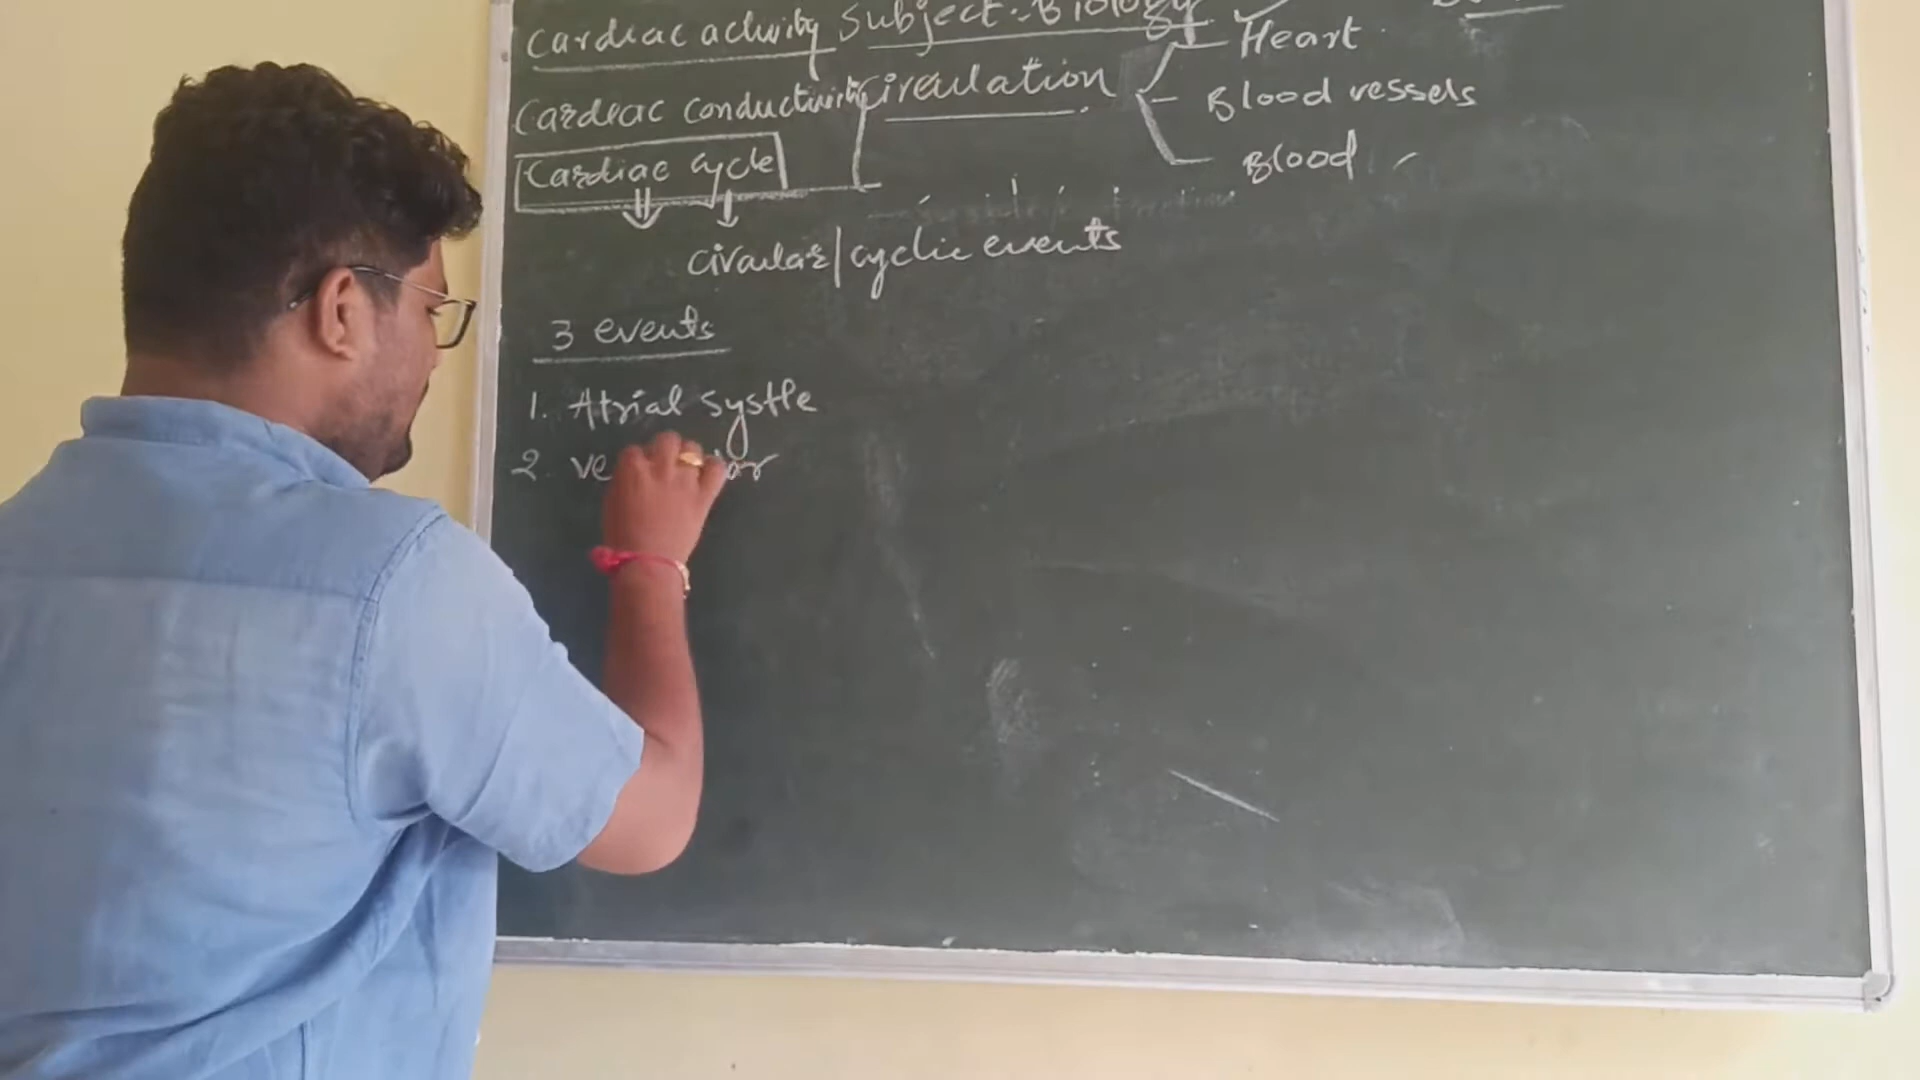 Cardiac activity Subject:-Biology
Heart
Cardiac conductivity Circulation
Blood vessels
Cardiac cycle
Blood
circular/cyclic events
3 events
1. Atrial systle
2.